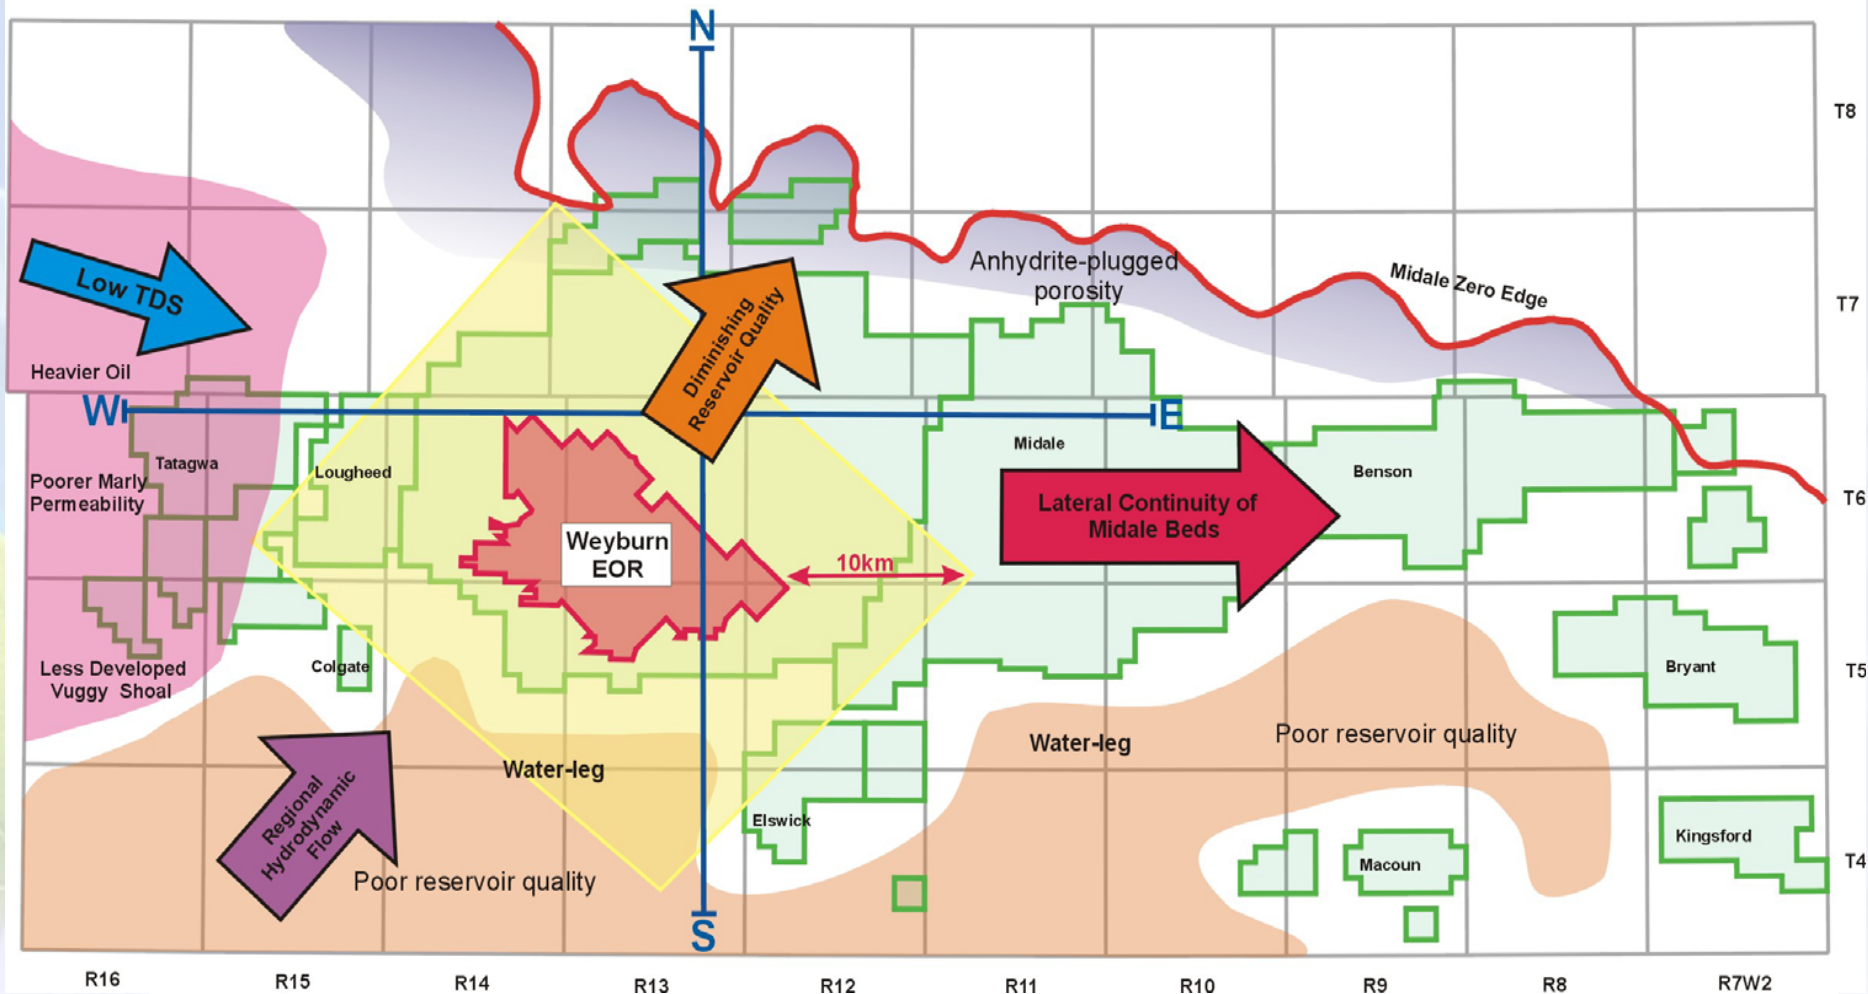 N
T8
Low TDS
Anhydrite-plugged
porosity
Midale Zero Edge
T7
Diminishing
Reservoir Quality
Heavier Oil
W
E
Midale
Tatagwa
Lougheed
Benson
Poorer Marly
Permeability
Lateral Continuity of
Midale Beds
T6
Weyburn
EOR
10km
Less Developed
Vuggy Shoal
Colgate
Bryant
T5
Water-leg
Poor reservoir quality
Water-leg
Regional
Hydrodynamic
Flow
Elswick
Kingsford
Macoun
T4
Poor reservoir quality
S
R16
R15
R14
R13
R12
R11
R10
R9
R8
R7W2